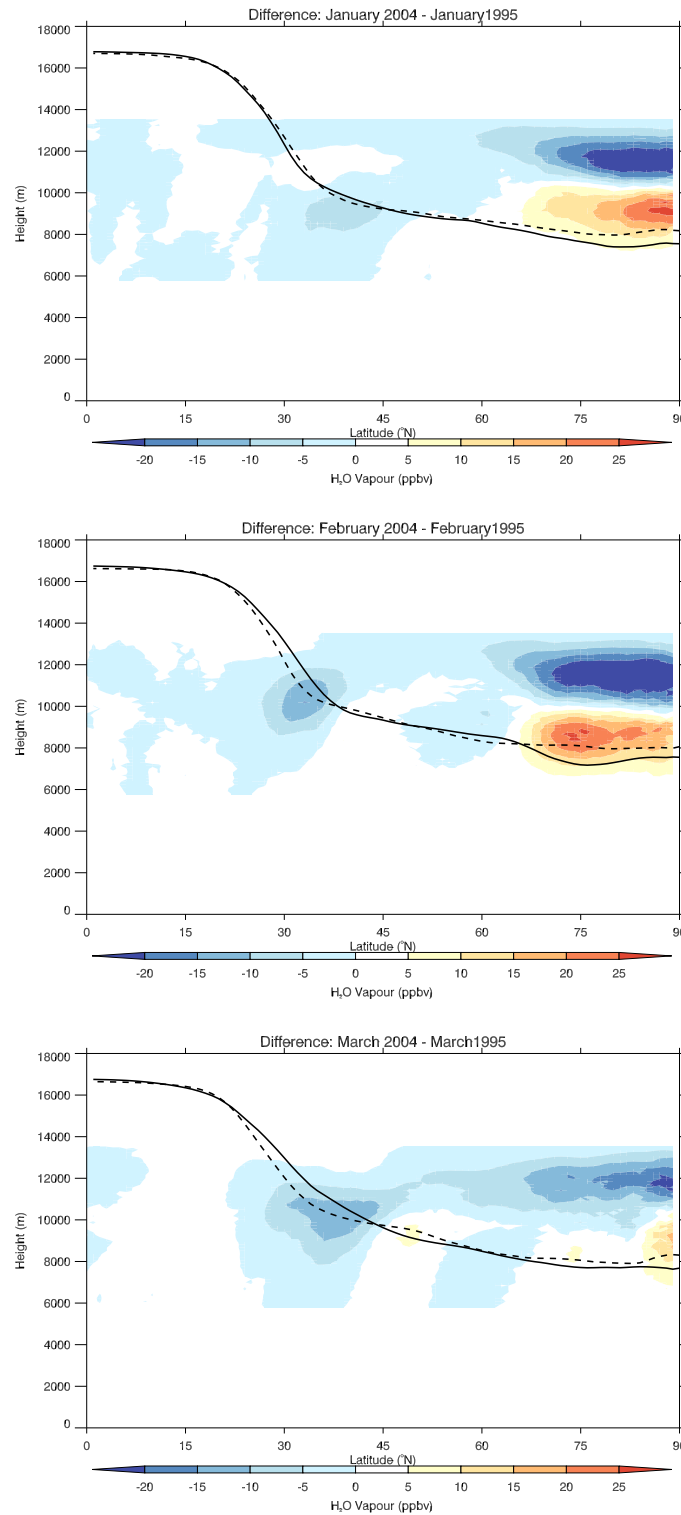 Difference: January 2004 - January1995
18000
16000
14000
12000
10000
8000
6000
4000
2000
0
Height (m)
0 15 30 45 60 75 90
Latitude (°N)
-20 -15 -10 -5 0 5 10 15 20 25
H₂O Vapour (ppbv)
Difference: February 2004 - February1995
18000
16000
14000
12000
10000
8000
6000
4000
2000
0
Height (m)
0 15 30 45 60 75 90
Latitude (°N)
-20 -15 -10 -5 0 5 10 15 20 25
H₂O Vapour (ppbv)
Difference: March 2004 - March1995
18000
16000
14000
12000
10000
8000
6000
4000
2000
0
Height (m)
0 15 30 45 60 75 90
Latitude (°N)
-20 -15 -10 -5 0 5 10 15 20 25
H₂O Vapour (ppbv)